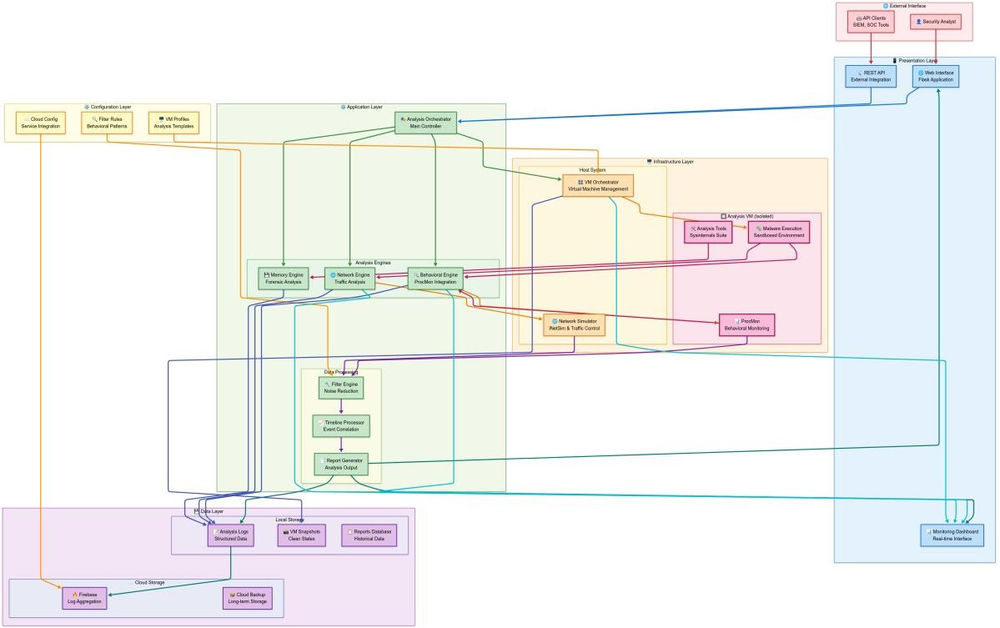 🌐 External Interface
🤖 API Clients
SIEM, SOC Tools
👤 Security Analyst
📱 Presentation Layer
📡 REST API
External Integration
🌐 Web Interface
Flask Application
⚙️ Configuration Layer
☁️ Cloud Config
Service Integration
🔍 Filter Rules
Behavioral Patterns
🖥️ VM Profiles
Analysis Templates
⚙️ Application Layer
🎭 Analysis Orchestrator
Main Controller
🖥️ Infrastructure Layer
Host System
🎛️ VM Orchestrator
Virtual Machine Management
🔲 Analysis VM (Isolated)
🛠️ Analysis Tools
Sysinternals Suite
🦠 Malware Execution
Sandboxed Environment
Analysis Engines
💾 Memory Engine
Forensic Analysis
🌐 Network Engine
Traffic Analysis
🔍 Behavioral Engine
ProcMon Integration
🌐 Network Simulator
INetSim & Traffic Control
📊 ProcMon
Behavioral Monitoring
Data Processing
🔧 Filter Engine
Noise Reduction
📈 Timeline Processor
Event Correlation
📄 Report Generator
Analysis Output
💾 Data Layer
Local Storage
📝 Analysis Logs
Structured Data
📸 VM Snapshots
Clean States
📋 Reports Database
Historical Data
📊 Monitoring Dashboard
Real-time Interface
Cloud Storage
🔥 Firebase
Log Aggregation
📦 Cloud Backup
Long-term Storage